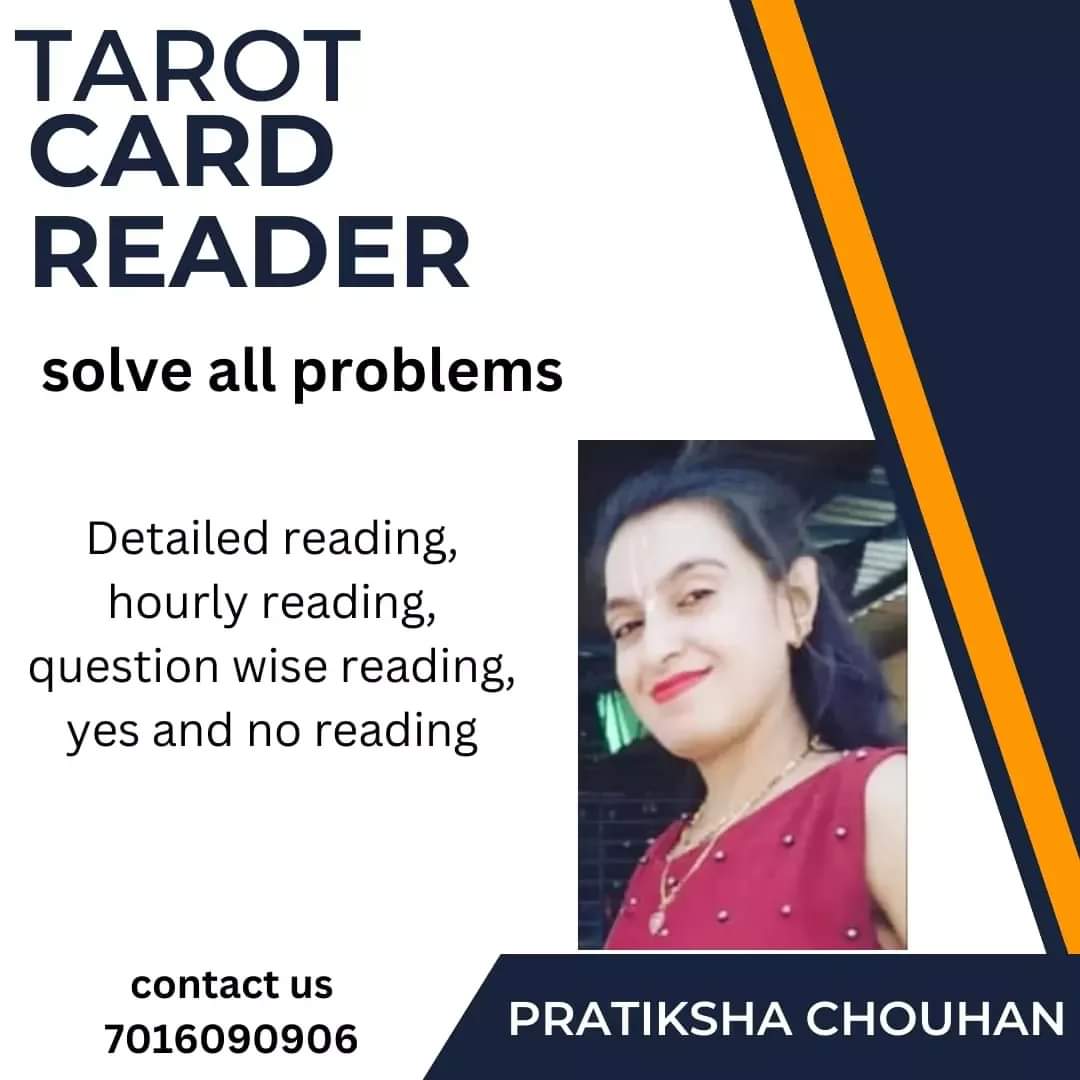 TAROT
CARD
READER
solve all problems
Detailed reading,
hourly reading,
question wise reading,
yes and no reading
contact us
7016090906
PRATIKSHA CHOUHAN